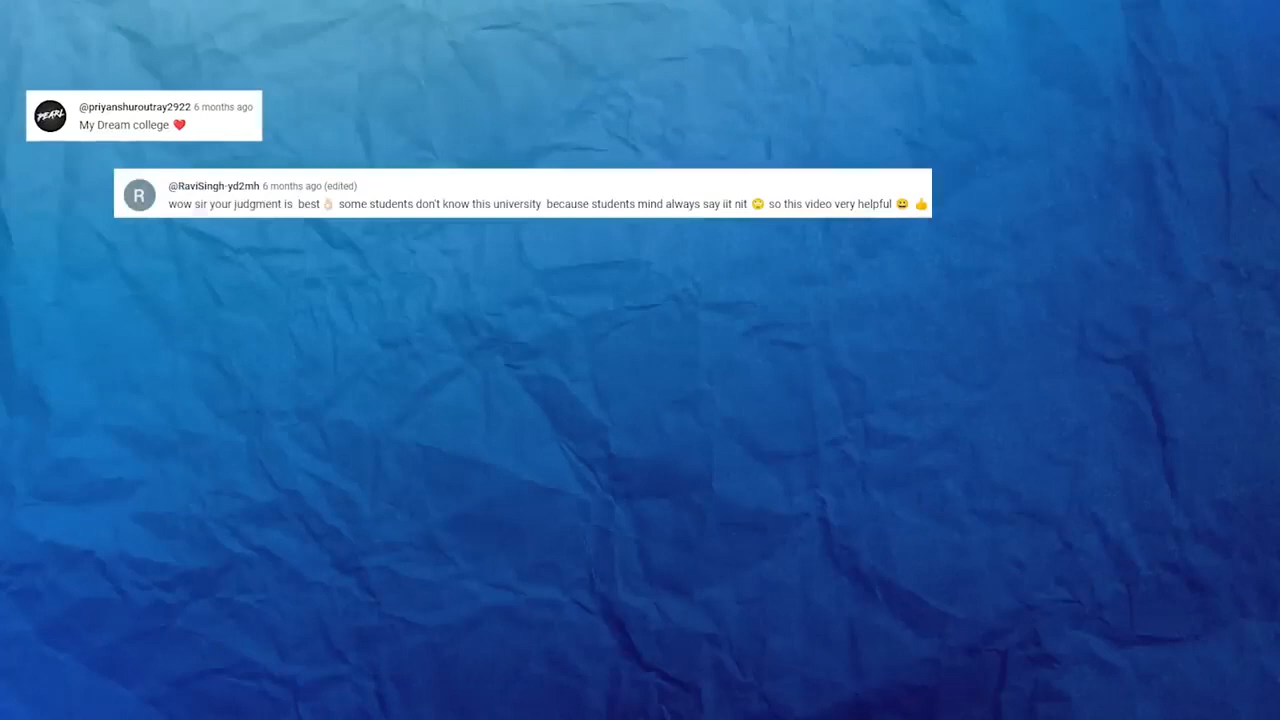 PEARL
@priyanshuroutray2922 6 months ago
My Dream college ❤️
R
@RaviSingh-yd2mh 6 months ago (edited)
wow sir your judgment is best👌🏻 some students don't know this university because students mind always say iit nit 🙄 so this video very helpful 😀 👍